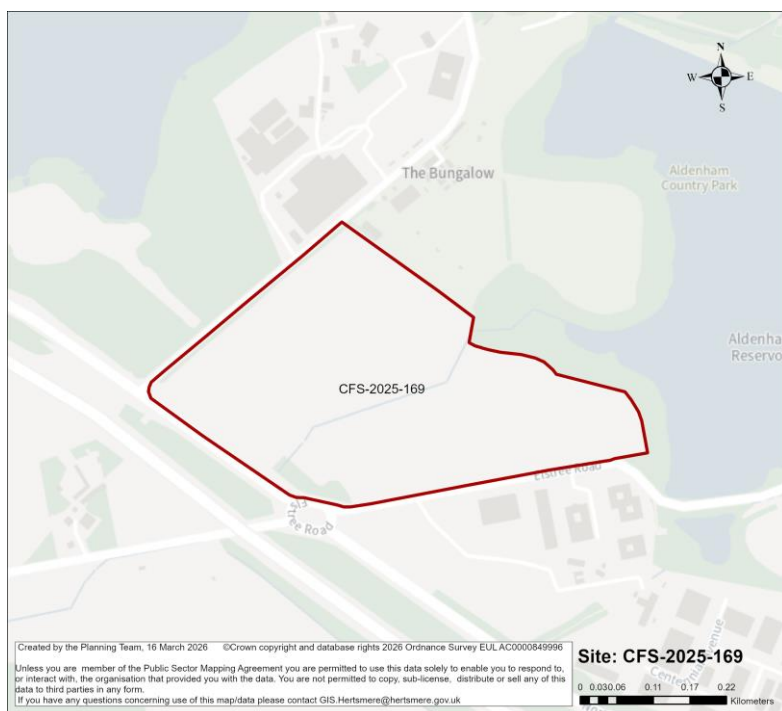 N
W E
S
The Bungalow
Aldenham
Country Park
Aldenha
Reservo
CFS-2025-169
Elstree Road
Elstree Road
Centennial Avenue
Created by the Planning Team, 16 March 2026 ©Crown copyright and database rights 2026 Ordnance Survey EUL AC0000849996
Unless you are member of the Public Sector Mapping Agreement you are permitted to use this data solely to enable you to respond to,
or interact with, the organisation that provided you with the data. You are not permitted to copy, sub-license, distribute or sell any of this
data to third parties in any form.
If you have any questions concerning use of this map/data please contact GIS.Hertsmere@hertsmere.gov.uk
Site: CFS-2025-169
0 0.03 0.06 0.11 0.17 0.22
Kilometers